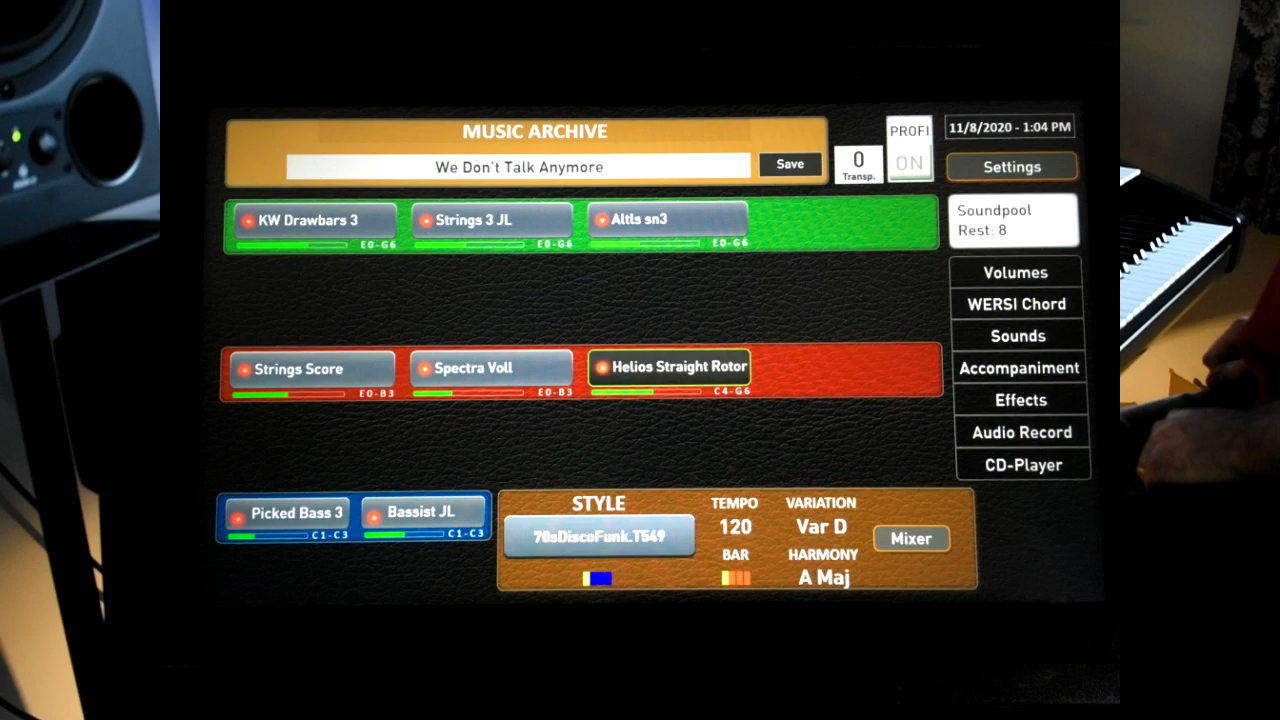 MUSIC ARCHIVE
We Don't Talk Anymore
Save
0
Transp.
PROFI
ON
11/8/2020 - 1:04 PM
Settings
KW Drawbars 3
E0-G6
Strings 3 JL
E0-G6
Altls sn3
E0-G6
Soundpool
Rest: 8
Volumes
WERSI Chord
Sounds
Accompaniment
Effects
Audio Record
CD-Player
Strings Score
E0-B3
Spectra Voll
E0-B3
Helios Straight Rotor
C4-G6
Picked Bass 3
C1-C3
Bassist JL
C1-C3
STYLE
70sDiscoFunk.T549
TEMPO
120
BAR
VARIATION
Var D
HARMONY
A Maj
Mixer